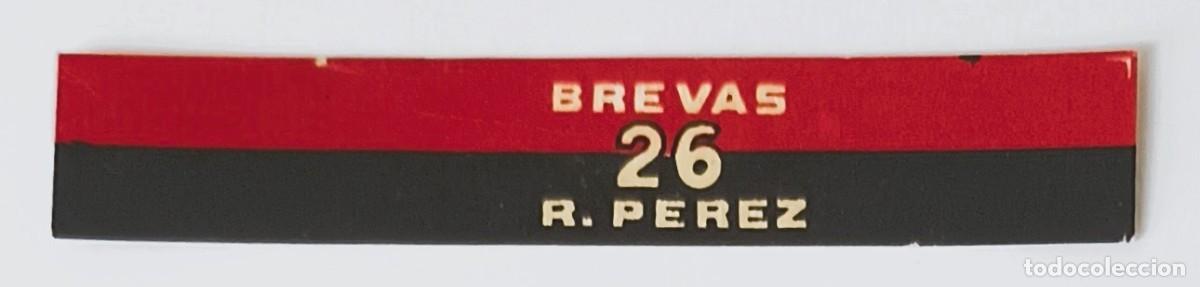 BREVAS
26
R. PEREZ
todocoleccion